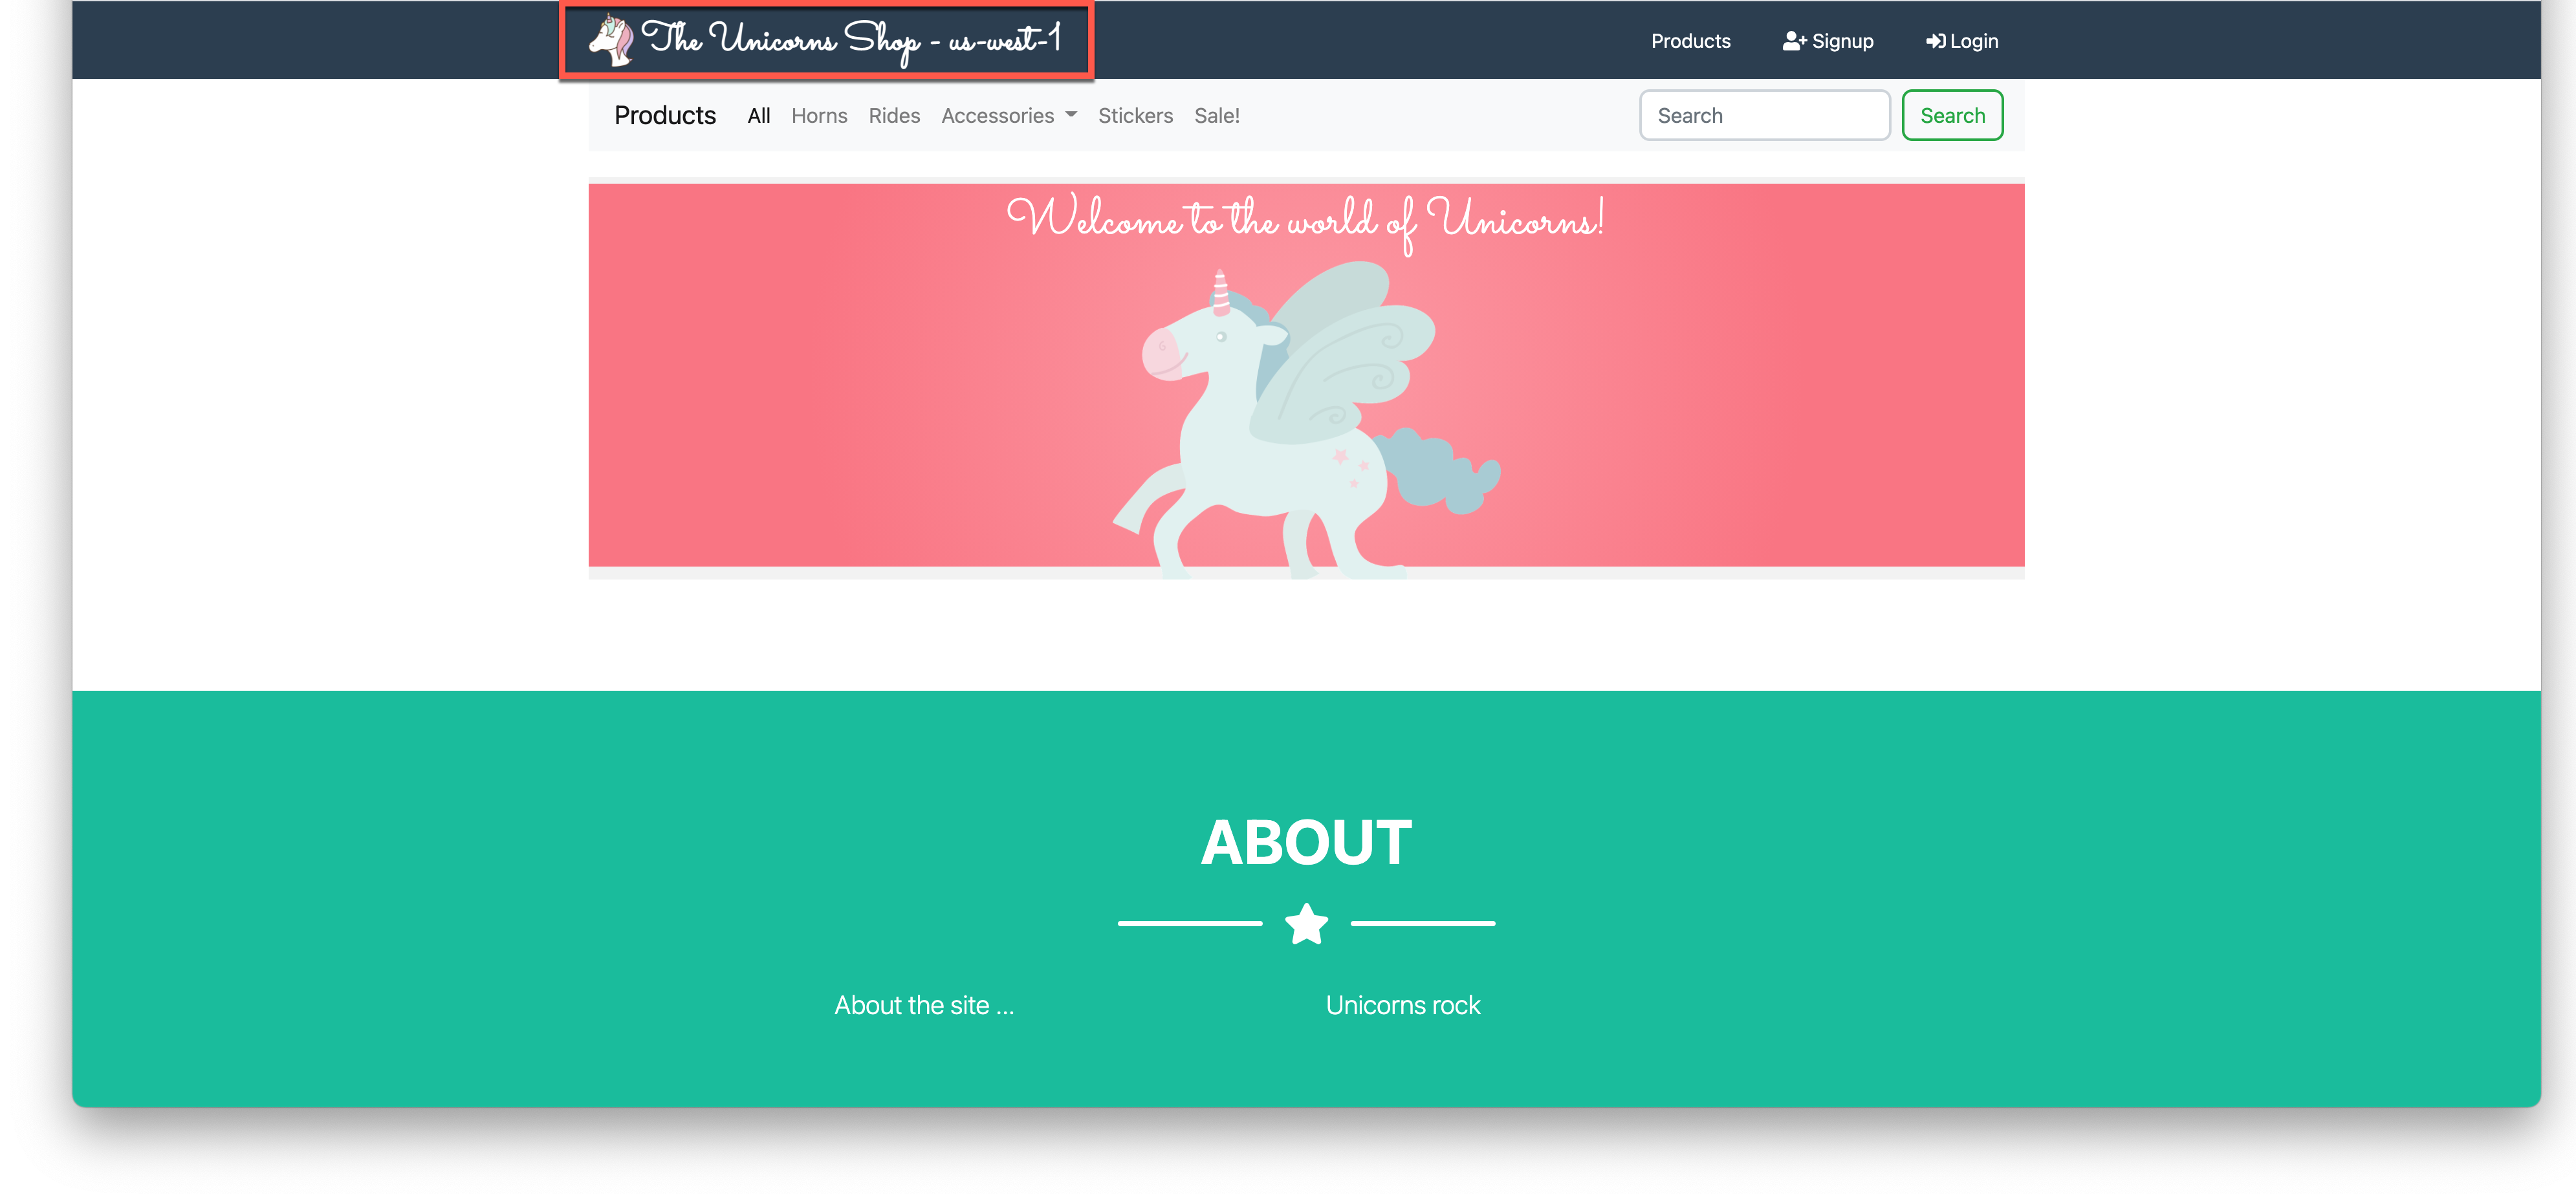 The Unicorns Shop - us-west-1
Products Signup Login
Products All Horns Rides Accessories Stickers Sale! Search Search
Welcome to the world of Unicorns!
ABOUT
About the site ... Unicorns rock